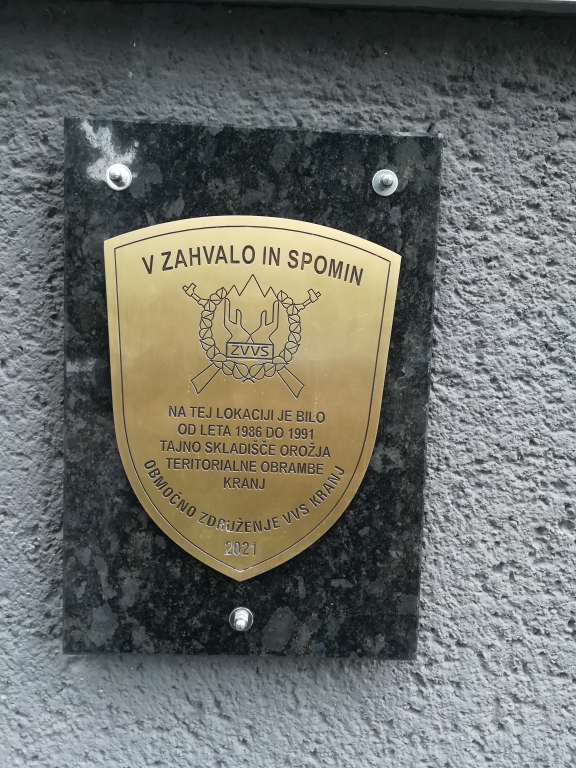 V ZAHVALO IN SPOMIN
ZVVS
NA TEJ LOKACIJI JE BILO
OD LETA 1986 DO 1991
TAJNO SKLADIŠČE OROŽJA
TERITORIALNE OBRAMBE
KRANJ
OBMOČNO ZDRUŽENJE VVS KRANJ
2021